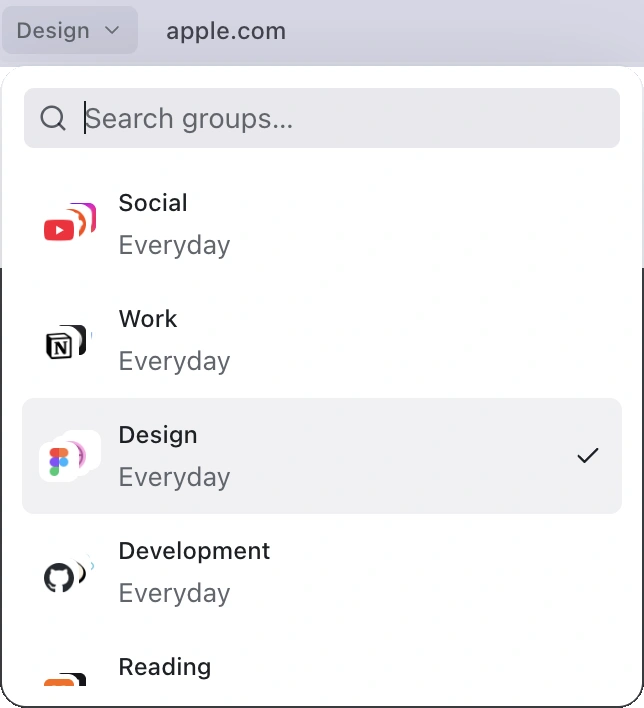 Design apple.com
Search groups...
Social
Everyday
Work
Everyday
Design
Everyday
Development
Everyday
Reading